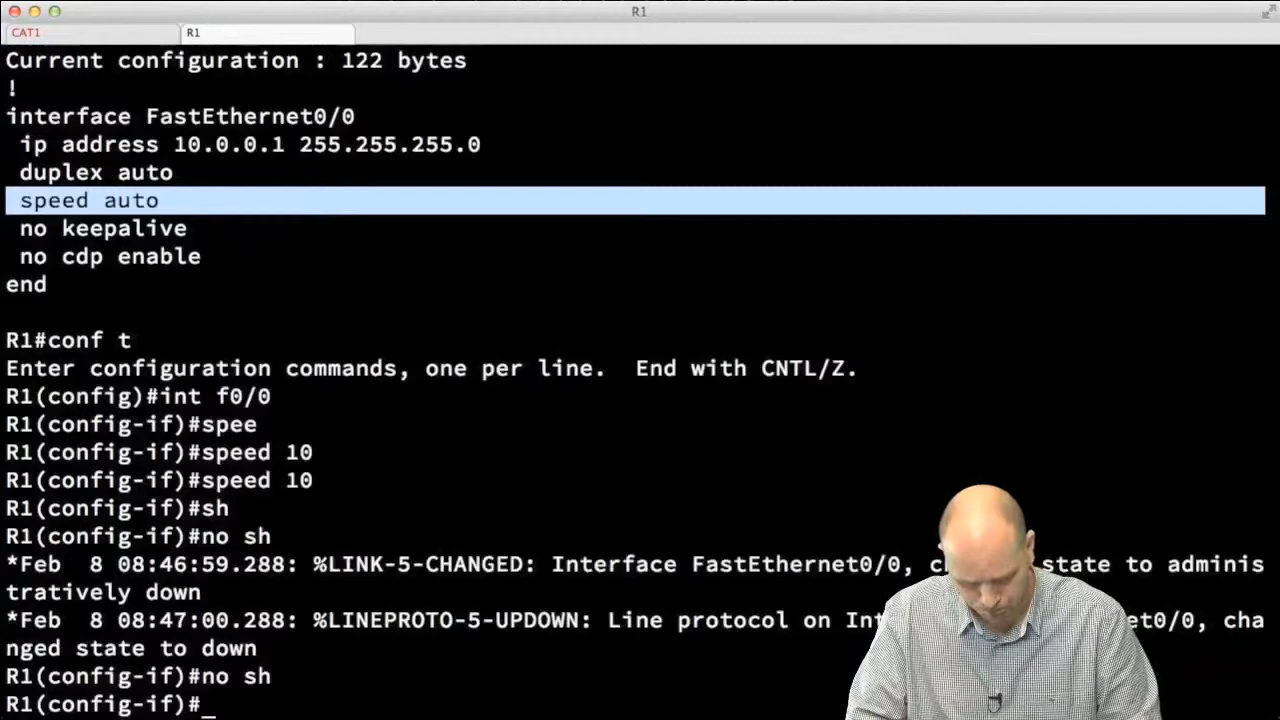 R1
CAT1
R1
Current configuration : 122 bytes
!
interface FastEthernet0/0
 ip address 10.0.0.1 255.255.255.0
 duplex auto
 speed auto
 no keepalive
 no cdp enable
end
R1#conf t
Enter configuration commands, one per line.  End with CNTL/Z.
R1(config)#int f0/0
R1(config-if)#spee
R1(config-if)#speed 10
R1(config-if)#speed 10
R1(config-if)#sh
R1(config-if)#no sh
*Feb  8 08:46:59.288: %LINK-5-CHANGED: Interface FastEthernet0/0, state to adminis
tratively down
*Feb  8 08:47:00.288: %LINEPROTO-5-UPDOWN: Line protocol on cha
nged state to down
R1(config-if)#no sh
R1(config-if)#_